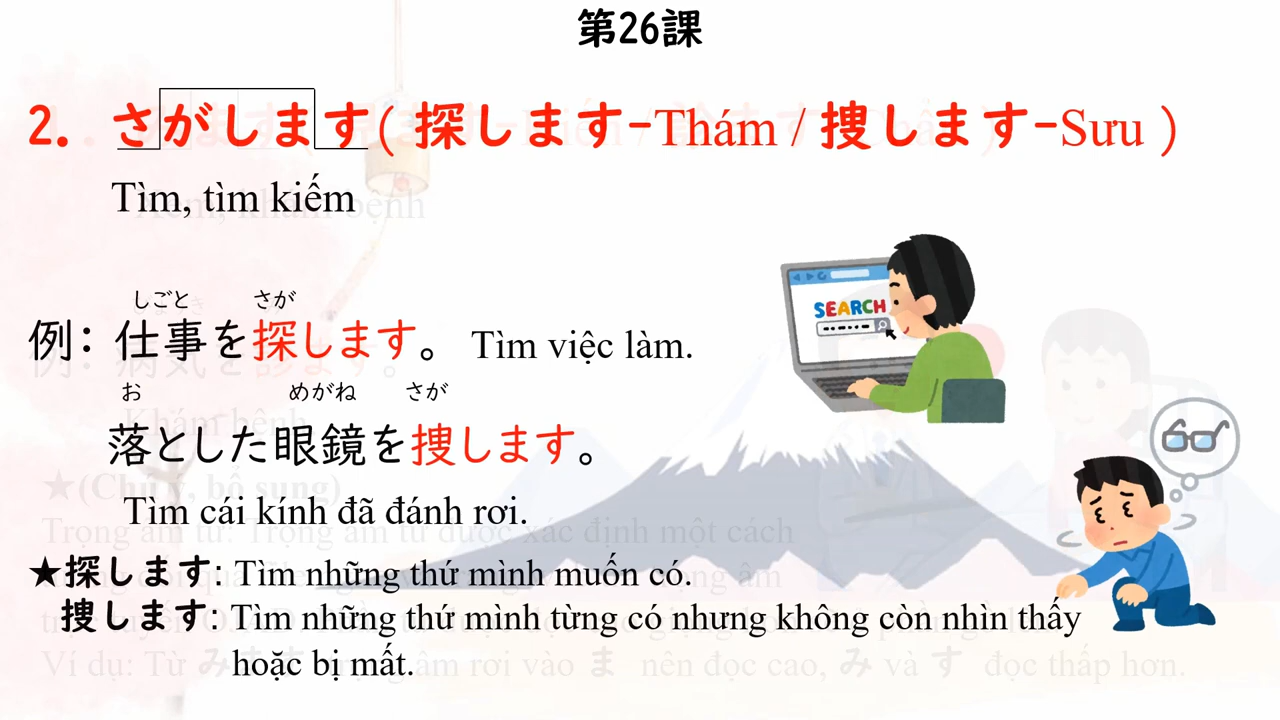 第26課
2. さがします( 探します-Thám / 捜します-Sưu )
Tìm, tìm kiếm
しごと さが
例: 仕事を探します。 Tìm việc làm.
お めがね さが
落とした眼鏡を捜します。
Tìm cái kính đã đánh rơi.
★探します: Tìm những thứ mình muốn có.
捜します: Tìm những thứ mình từng có nhưng không còn nhìn thấy
hoặc bị mất.
SEARCH